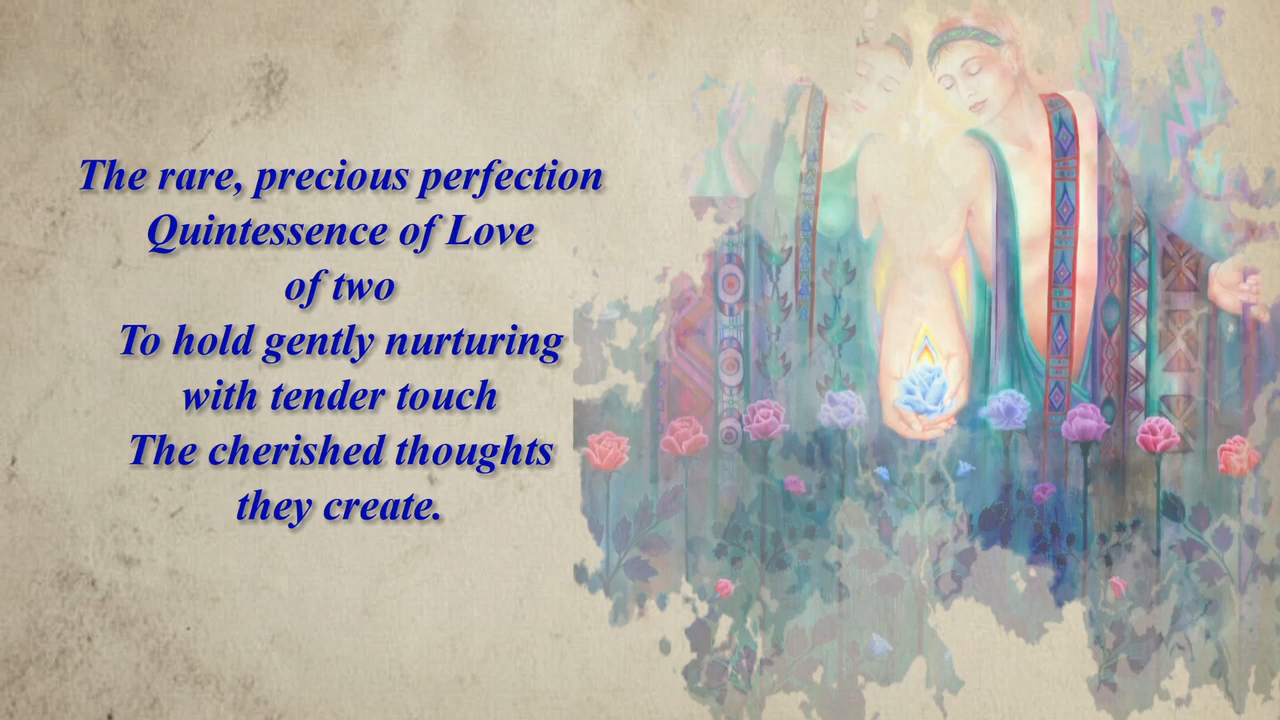 The rare, precious perfection
Quintessence of Love
of two
To hold gently nurturing
with tender touch
The cherished thoughts
they create.